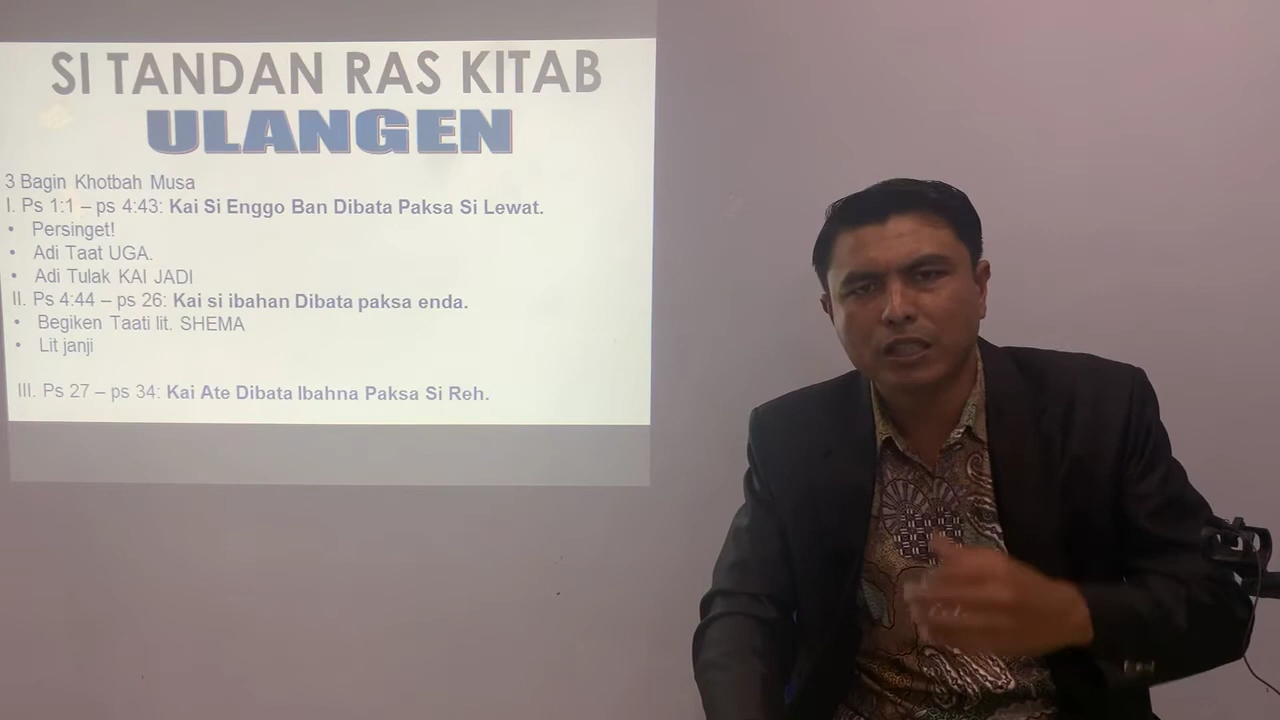 SI TANDAN RAS KITAB
ULANGEN
3 Bagin Khotbah Musa
I. Ps 1:1 – ps 4:43: Kai Si Enggo Ban Dibata Paksa Si Lewat.
• Persinget!
• Adi Taat UGA.
• Adi Tulak KAI JADI
II. Ps 4:44 – ps 26: Kai si ibahan Dibata paksa enda.
• Begiken Taati lit. SHEMA
• Lit janji
III. Ps 27 – ps 34: Kai Ate Dibata Ibahna Paksa Si Reh.